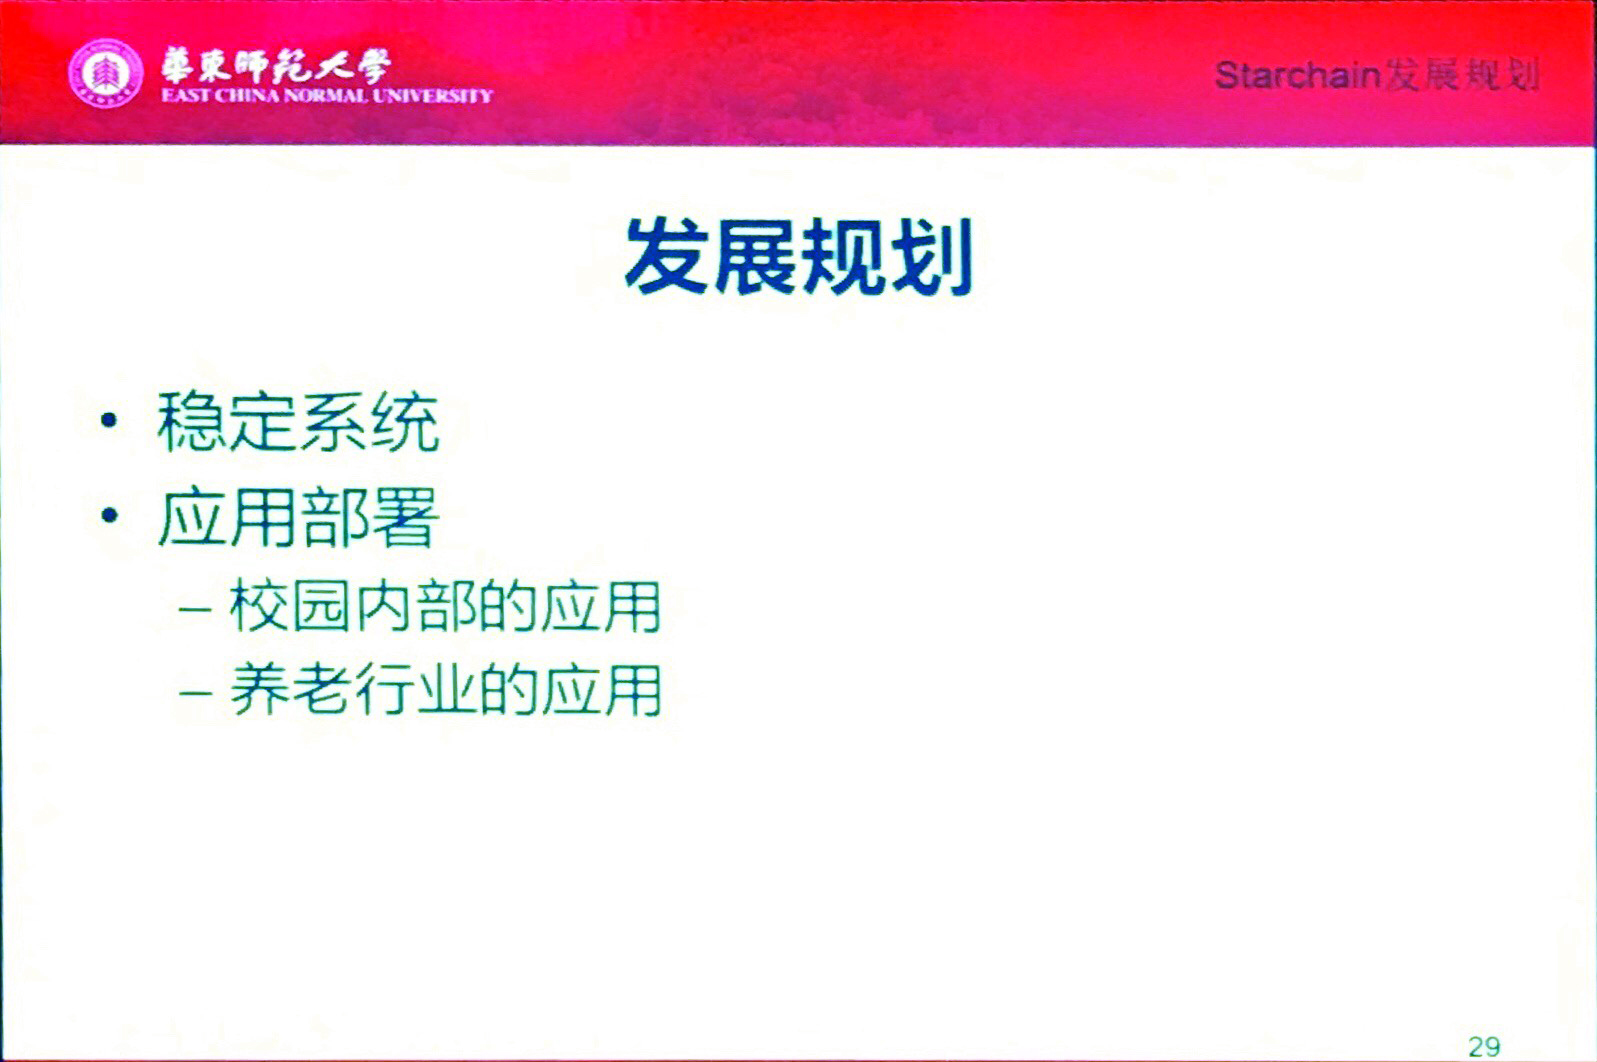 華東師範大學
EAST CHINA NORMAL UNIVERSITY
Starchain发展规划
发展规划
• 稳定系统
• 应用部署
– 校园内部的应用
– 养老行业的应用
29